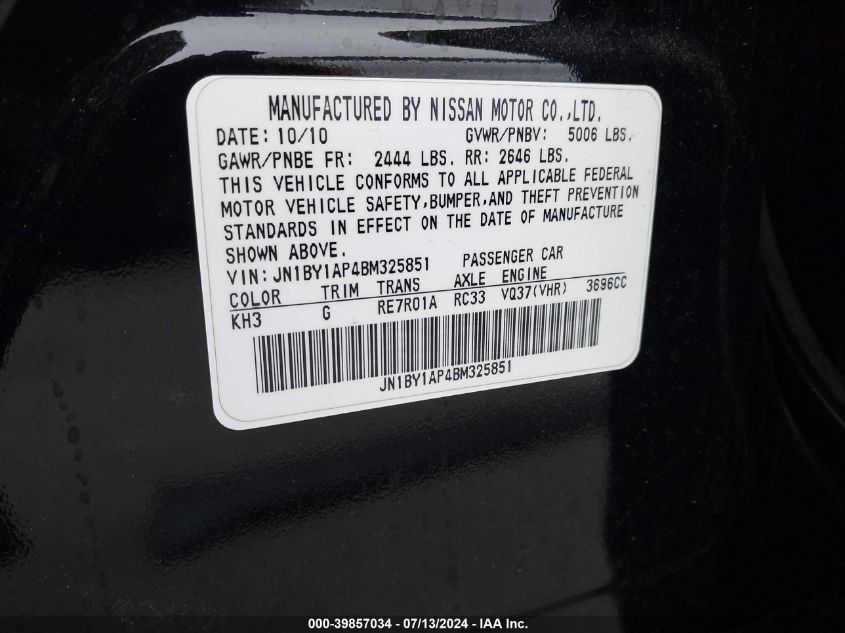 MANUFACTURED BY NISSAN MOTOR CO.,LTD.
DATE: 10/10 GVWR/PNBV: 5006 LBS.
GAWR/PNBE FR: 2444 LBS. RR: 2646 LBS.
THIS VEHICLE CONFORMS TO ALL APPLICABLE FEDERAL
MOTOR VEHICLE SAFETY,BUMPER,AND THEFT PREVENTION
STANDARDS IN EFFECT ON THE DATE OF MANUFACTURE
SHOWN ABOVE.
VIN: JN1BY1AP4BM325851 PASSENGER CAR
COLOR TRIM TRANS AXLE ENGINE
KH3 G RE7R01A RC33 VQ37(VHR) 3696CC
JN1BY1AP4BM325851
000-39857034 / 07/13/2024 - IAA Inc.